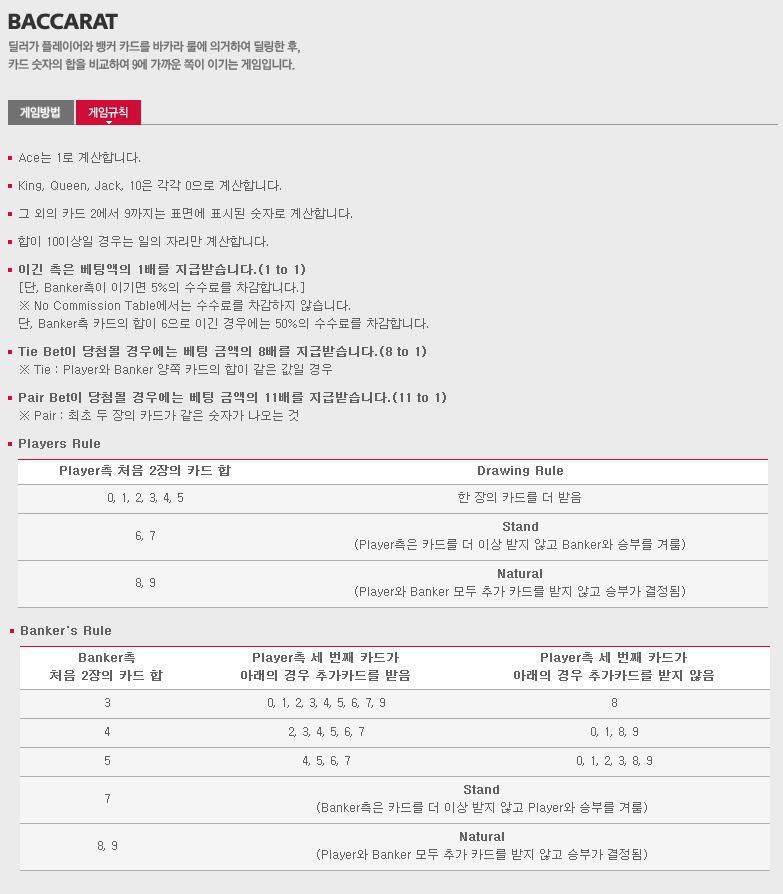 BACCARAT
딜러가 플레이어와 뱅커 카드를 바카라 룰에 의거하여 딜링한 후,
카드 숫자의 합을 비교하여 9에 가까운 쪽이 이기는 게임입니다.
게임방법 게임규칙
Ace는 1로 계산합니다.
King, Queen, Jack, 10은 각각 0으로 계산합니다.
그 외의 카드 2에서 9까지는 표면에 표시된 숫자로 계산합니다.
합이 10이상일 경우는 일의 자리만 계산합니다.
이긴 측은 베팅액의 1배를 지급받습니다.(1 to 1)
[단, Banker측이 이기면 5%의 수수료를 차감합니다.]
※ No Commission Table에서는 수수료를 차감하지 않습니다.
단, Banker측 카드의 합이 6으로 이긴 경우에는 50%의 수수료를 차감합니다.
Tie Bet이 당첨될 경우에는 베팅 금액의 8배를 지급받습니다.(8 to 1)
※ Tie : Player와 Banker 양쪽 카드의 합이 같은 값일 경우
Pair Bet이 당첨될 경우에는 베팅 금액의 11배를 지급받습니다.(11 to 1)
※ Pair : 최초 두 장의 카드가 같은 숫자가 나오는 것
Players Rule
Player측 처음 2장의 카드 합 Drawing Rule
0, 1, 2, 3, 4, 5 한 장의 카드를 더 받음
6, 7 Stand
(Player측은 카드를 더 이상 받지 않고 Banker와 승부를 겨룸)
8, 9 Natural
(Player와 Banker 모두 추가 카드를 받지 않고 승부가 결정됨)
Banker's Rule
Banker측 Player측 세 번째 카드가 Player측 세 번째 카드가
처음 2장의 카드 합 아래의 경우 추가카드를 받음 아래의 경우 추가카드를 받지 않음
3 0, 1, 2, 3, 4, 5, 6, 7, 9 8
4 2, 3, 4, 5, 6, 7 0, 1, 8, 9
5 4, 5, 6, 7 0, 1, 2, 3, 8, 9
7 Stand
(Banker측은 카드를 더 이상 받지 않고 Player와 승부를 겨룸)
8, 9 Natural
(Player와 Banker 모두 추가 카드를 받지 않고 승부가 결정됨)